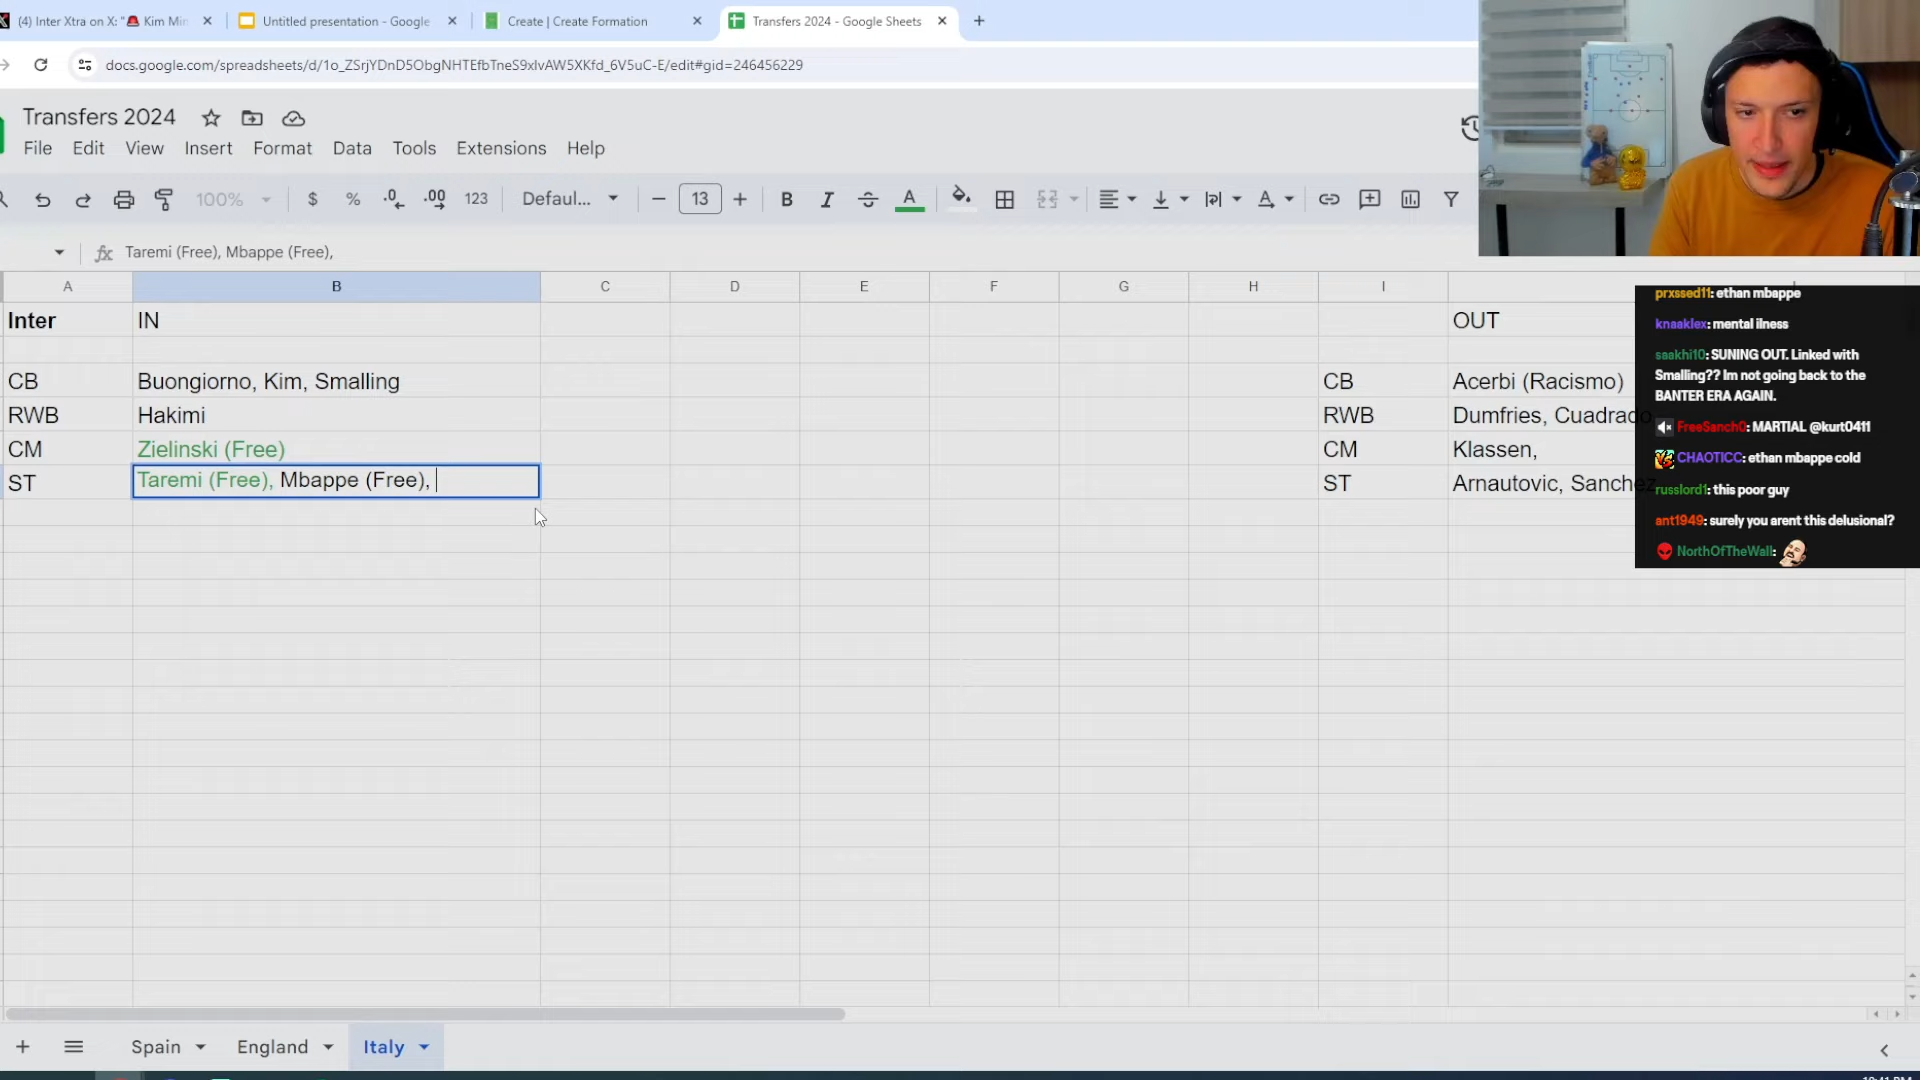 (4) Inter Xtra on X: "🚨 Kim Min
Untitled presentation - Google
Create | Create Formation
Transfers 2024 - Google Sheets
docs.google.com/spreadsheets/d/1o_ZSrjYDnD5ObgNHTEfbTneS9xIvAW5XKfd_6V5uC-E/edit#gid=246456229
Transfers 2024
File Edit View Insert Format Data Tools Extensions Help
100% $ % .0 .00 123 Defaul... − 13 + B I S A
fx Taremi (Free), Mbappe (Free),
A B C D E F G H I
Inter IN OUT
CB Buongiorno, Kim, Smalling CB Acerbi (Racismo)
RWB Hakimi RWB Dumfries, Cuadrado
CM Zielinski (Free) CM Klassen,
ST Taremi (Free), Mbappe (Free), ST Arnautovic, Sanchez
prxssed11: ethan mbappe
knaaklex: mental ilness
saakhi10: SUNING OUT. Linked with
Smalling?? Im not going back to the
BANTER ERA AGAIN.
FreeSanch0: MARTIAL @kurt0411
CHAOTICC: ethan mbappe cold
russlord1: this poor guy
ant1949: surely you arent this delusional?
NorthOfTheWall:
+ Spain England Italy